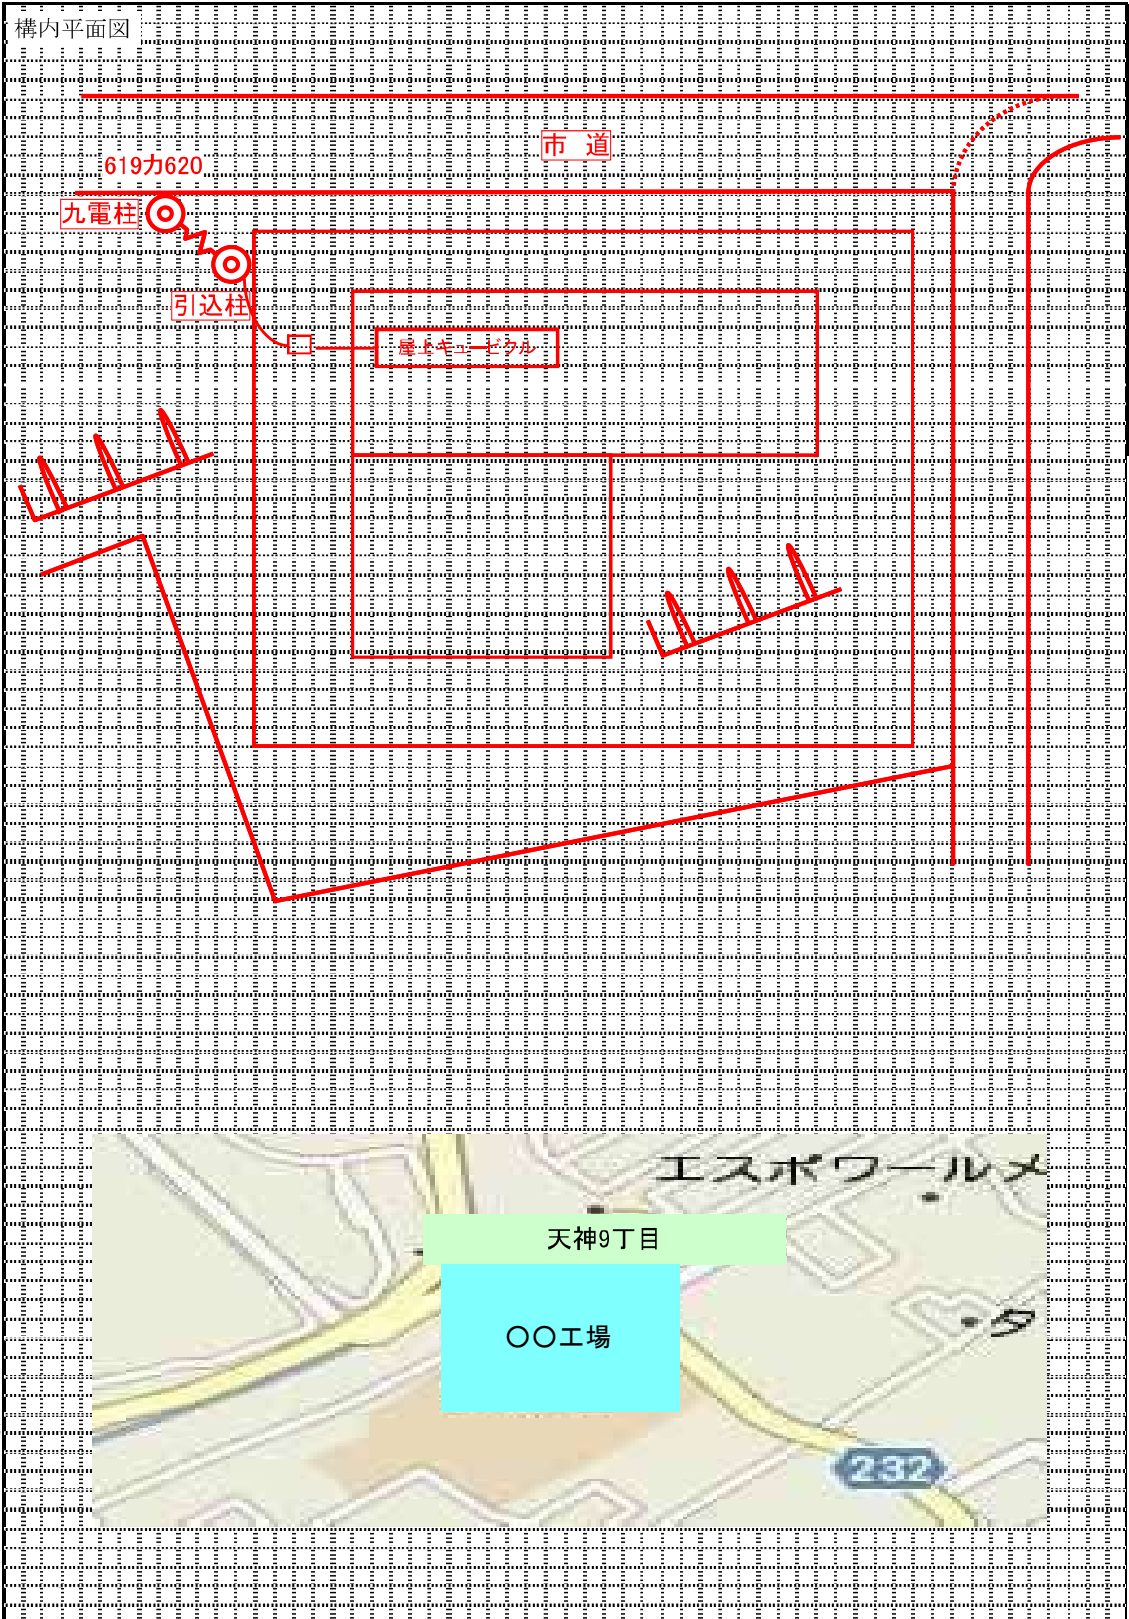 構内平面図
市 道
619カ620
九電柱
引込柱
屋上キュービクル
エスポワールメ
天神9丁目
〇〇工場
タ
232